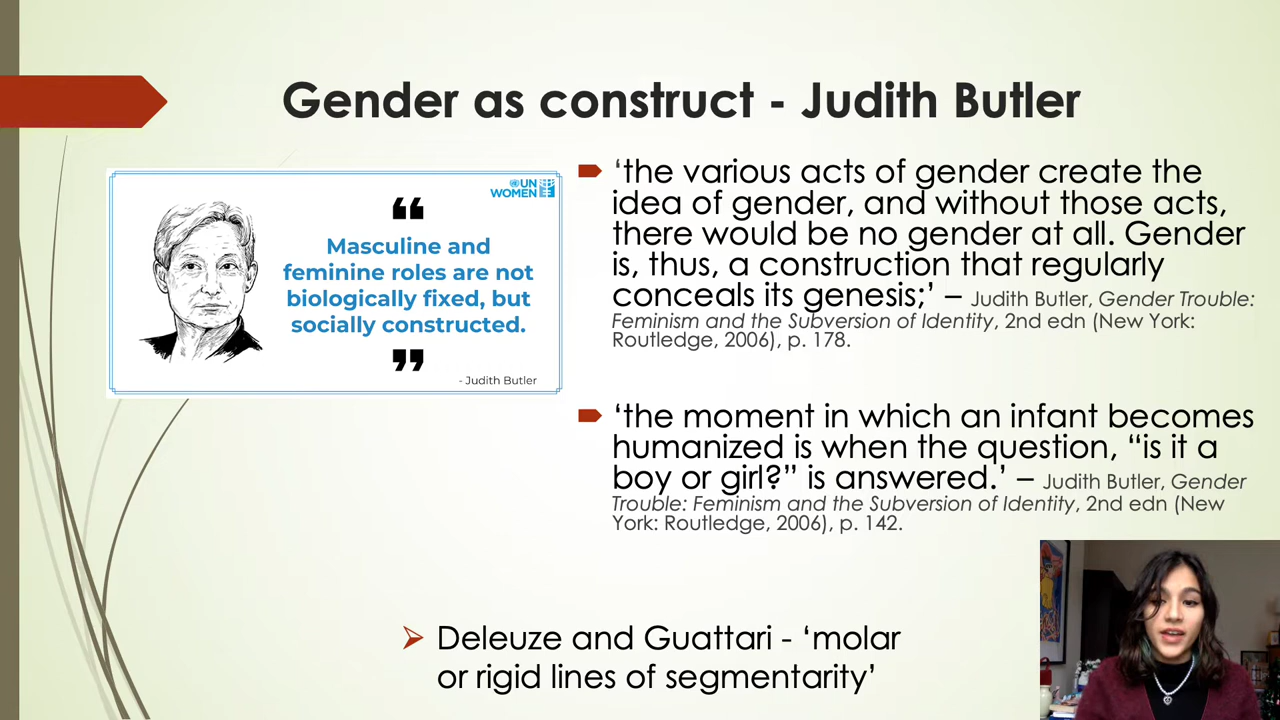 Gender as construct - Judith Butler
UN
WOMEN
“
Masculine and
feminine roles are not
biologically fixed, but
socially constructed.
”
- Judith Butler
‘the various acts of gender create the
idea of gender, and without those acts,
there would be no gender at all. Gender
is, thus, a construction that regularly
conceals its genesis;’ – Judith Butler, Gender Trouble:
Feminism and the Subversion of Identity, 2nd edn (New York:
Routledge, 2006), p. 178.
‘the moment in which an infant becomes
humanized is when the question, “is it a
boy or girl?” is answered.’ – Judith Butler, Gender
Trouble: Feminism and the Subversion of Identity, 2nd edn (New
York: Routledge, 2006), p. 142.
Deleuze and Guattari - ‘molar
or rigid lines of segmentarity’